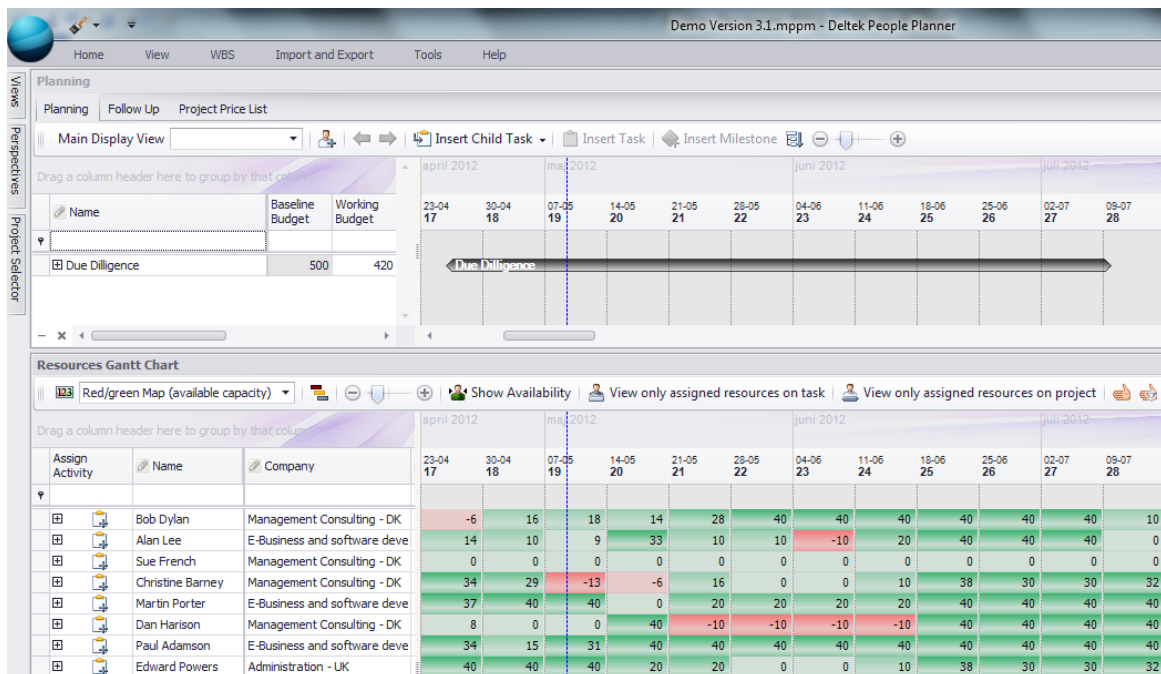 Demo Version 3.1.mppm - Deltek People Planner
Home View WBS Import and Export Tools Help
Views
Perspectives
Project Selector
Planning
Planning Follow Up Project Price List
Main Display View Insert Child Task Insert Task Insert Milestone
april 2012 maj 2012 juni 2012 juli 2012
Drag a column header here to group by that column
Name Baseline Budget Working Budget
23-04 30-04 07-05 14-05 21-05 28-05 04-06 11-06 18-06 25-06 02-07 09-07
17 18 19 20 21 22 23 24 25 26 27 28
Due Dilligence 500 420 Due Dilligence
Resources Gantt Chart
123 Red/green Map (available capacity) Show Availability View only assigned resources on task View only assigned resources on project
april 2012 maj 2012 juni 2012 juli 2012
Drag a column header here to group by that column
Assign Activity Name Company
23-04 30-04 07-05 14-05 21-05 28-05 04-06 11-06 18-06 25-06 02-07 09-07
17 18 19 20 21 22 23 24 25 26 27 28
Bob Dylan Management Consulting - DK -6 16 18 14 28 40 40 40 40 40 40 10
Alan Lee E-Business and software deve 14 10 9 33 10 10 -10 20 40 40 40 0
Sue French Management Consulting - DK 0 0 0 0 0 0 0 0 0 0 0 0
Christine Barney Management Consulting - DK 34 29 -13 -6 16 0 0 10 38 30 30 32
Martin Porter E-Business and software deve 37 40 40 0 20 20 20 20 40 40 40 40
Dan Harison Management Consulting - DK 8 0 0 40 -10 -10 -10 -10 40 40 40 40
Paul Adamson E-Business and software deve 34 15 31 40 40 40 40 40 40 40 40 40
Edward Powers Administration - UK 40 40 40 20 20 0 0 10 38 30 30 32